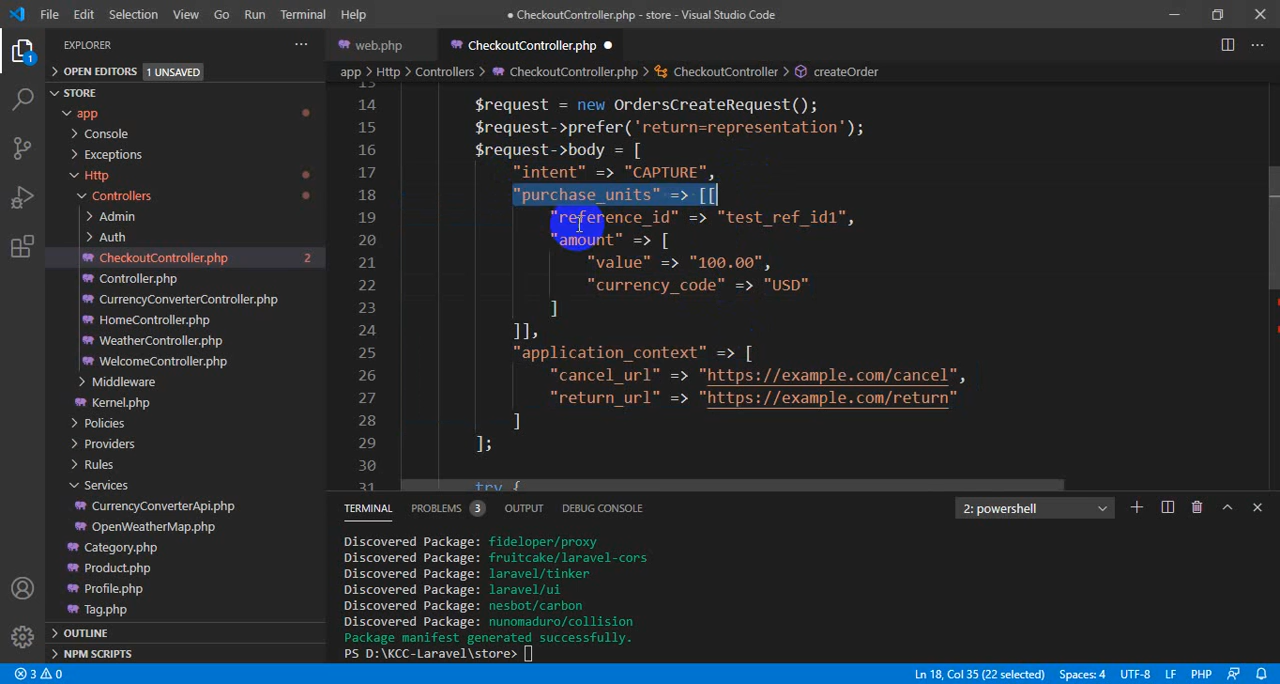 File Edit Selection View Go Run Terminal Help ● CheckoutController.php - store - Visual Studio Code
EXPLORER ···
web.php CheckoutController.php ●
OPEN EDITORS 1 UNSAVED
app > Http > Controllers > CheckoutController.php > CheckoutController > createOrder
1
STORE
app
Console
Exceptions
Http
Controllers
Admin
Auth
CheckoutController.php 2
Controller.php
CurrencyConverterController.php
HomeController.php
WeatherController.php
WelcomeController.php
Middleware
Kernel.php
Policies
Providers
Rules
Services
CurrencyConverterApi.php
OpenWeatherMap.php
Category.php
Product.php
Profile.php
Tag.php
OUTLINE
NPM SCRIPTS
13
14 $request = new OrdersCreateRequest();
15 $request->prefer('return=representation');
16 $request->body = [
17 "intent" => "CAPTURE",
18 "purchase_units" => [[
19 "reference_id" => "test_ref_id1",
20 "amount" => [
21 "value" => "100.00",
22 "currency_code" => "USD"
23 ]
24 ]],
25 "application_context" => [
26 "cancel_url" => "https://example.com/cancel",
27 "return_url" => "https://example.com/return"
28 ]
29 ];
30
31 try {
TERMINAL PROBLEMS 3 OUTPUT DEBUG CONSOLE 2: powershell
Discovered Package: fideloper/proxy
Discovered Package: fruitcake/laravel-cors
Discovered Package: laravel/tinker
Discovered Package: laravel/ui
Discovered Package: nesbot/carbon
Discovered Package: nunomaduro/collision
Package manifest generated successfully.
PS D:\KCC-Laravel\store>
3 0 Ln 18, Col 35 (22 selected) Spaces: 4 UTF-8 LF PHP